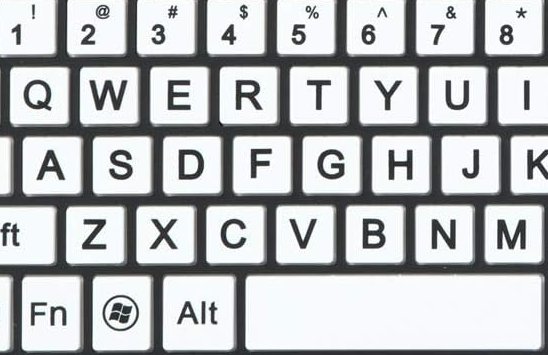 ! @ # $ % ^ & *
1 2 3 4 5 6 7 8
Q W E R T Y U I
A S D F G H J K
ft Z X C V B N M
Fn Alt